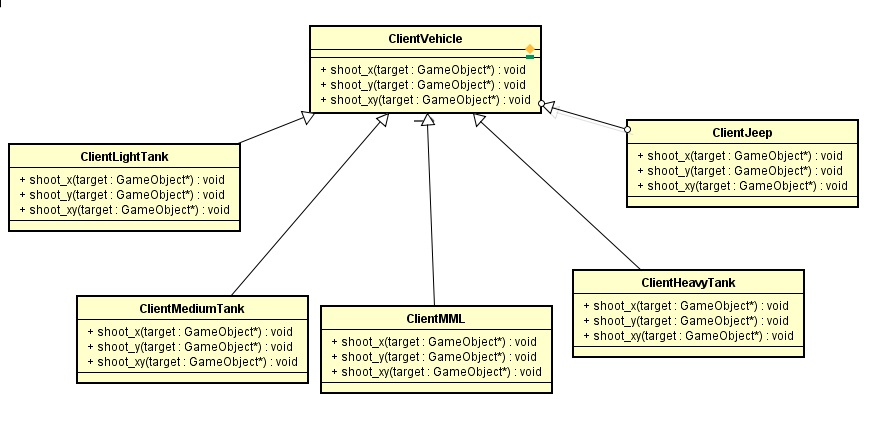 ClientVehicle
+ shoot_x(target : GameObject*) : void
+ shoot_y(target : GameObject*) : void
+ shoot_xy(target : GameObject*) : void
ClientJeep
+ shoot_x(target : GameObject*) : void
+ shoot_y(target : GameObject*) : void
+ shoot_xy(target : GameObject*) : void
ClientLightTank
+ shoot_x(target : GameObject*) : void
+ shoot_y(target : GameObject*) : void
+ shoot_xy(target : GameObject*) : void
ClientHeavyTank
+ shoot_x(target : GameObject*) : void
+ shoot_y(target : GameObject*) : void
+ shoot_xy(target : GameObject*) : void
ClientMediumTank
+ shoot_x(target : GameObject*) : void
+ shoot_y(target : GameObject*) : void
+ shoot_xy(target : GameObject*) : void
ClientMML
+ shoot_x(target : GameObject*) : void
+ shoot_y(target : GameObject*) : void
+ shoot_xy(target : GameObject*) : void